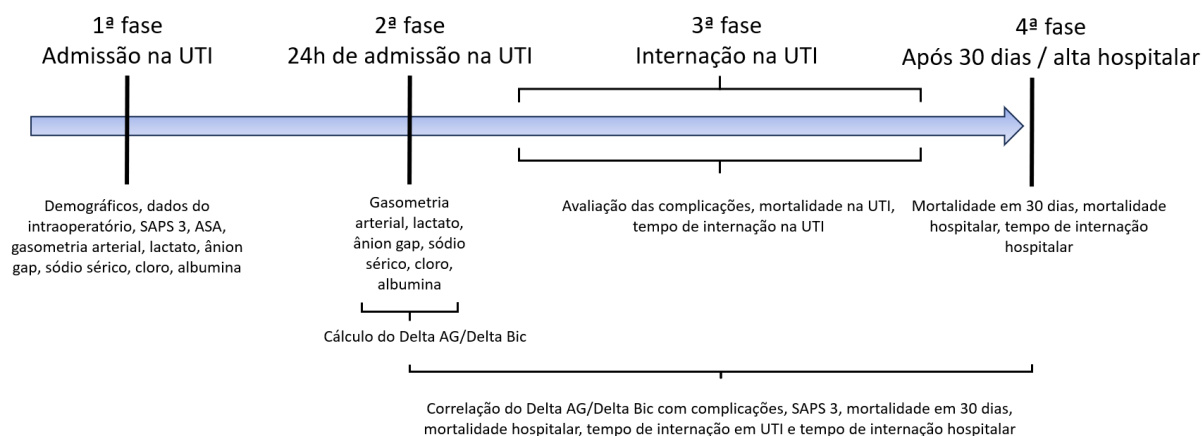 1ª fase
Admissão na UTI
2ª fase
24h de admissão na UTI
3ª fase
Internação na UTI
4ª fase
Após 30 dias / alta hospitalar
Demográficos, dados do
intraoperatório, SAPS 3, ASA,
gasometria arterial, lactato, ânion
gap, sódio sérico, cloro, albumina
Gasometria
arterial, lactato,
ânion gap, sódio
sérico, cloro,
albumina
Cálculo do Delta AG/Delta Bic
Avaliação das complicações, mortalidade na UTI,
tempo de internação na UTI
Mortalidade em 30 dias, mortalidade
hospitalar, tempo de internação
hospitalar
Correlação do Delta AG/Delta Bic com complicações, SAPS 3, mortalidade em 30 dias,
mortalidade hospitalar, tempo de internação em UTI e tempo de internação hospitalar